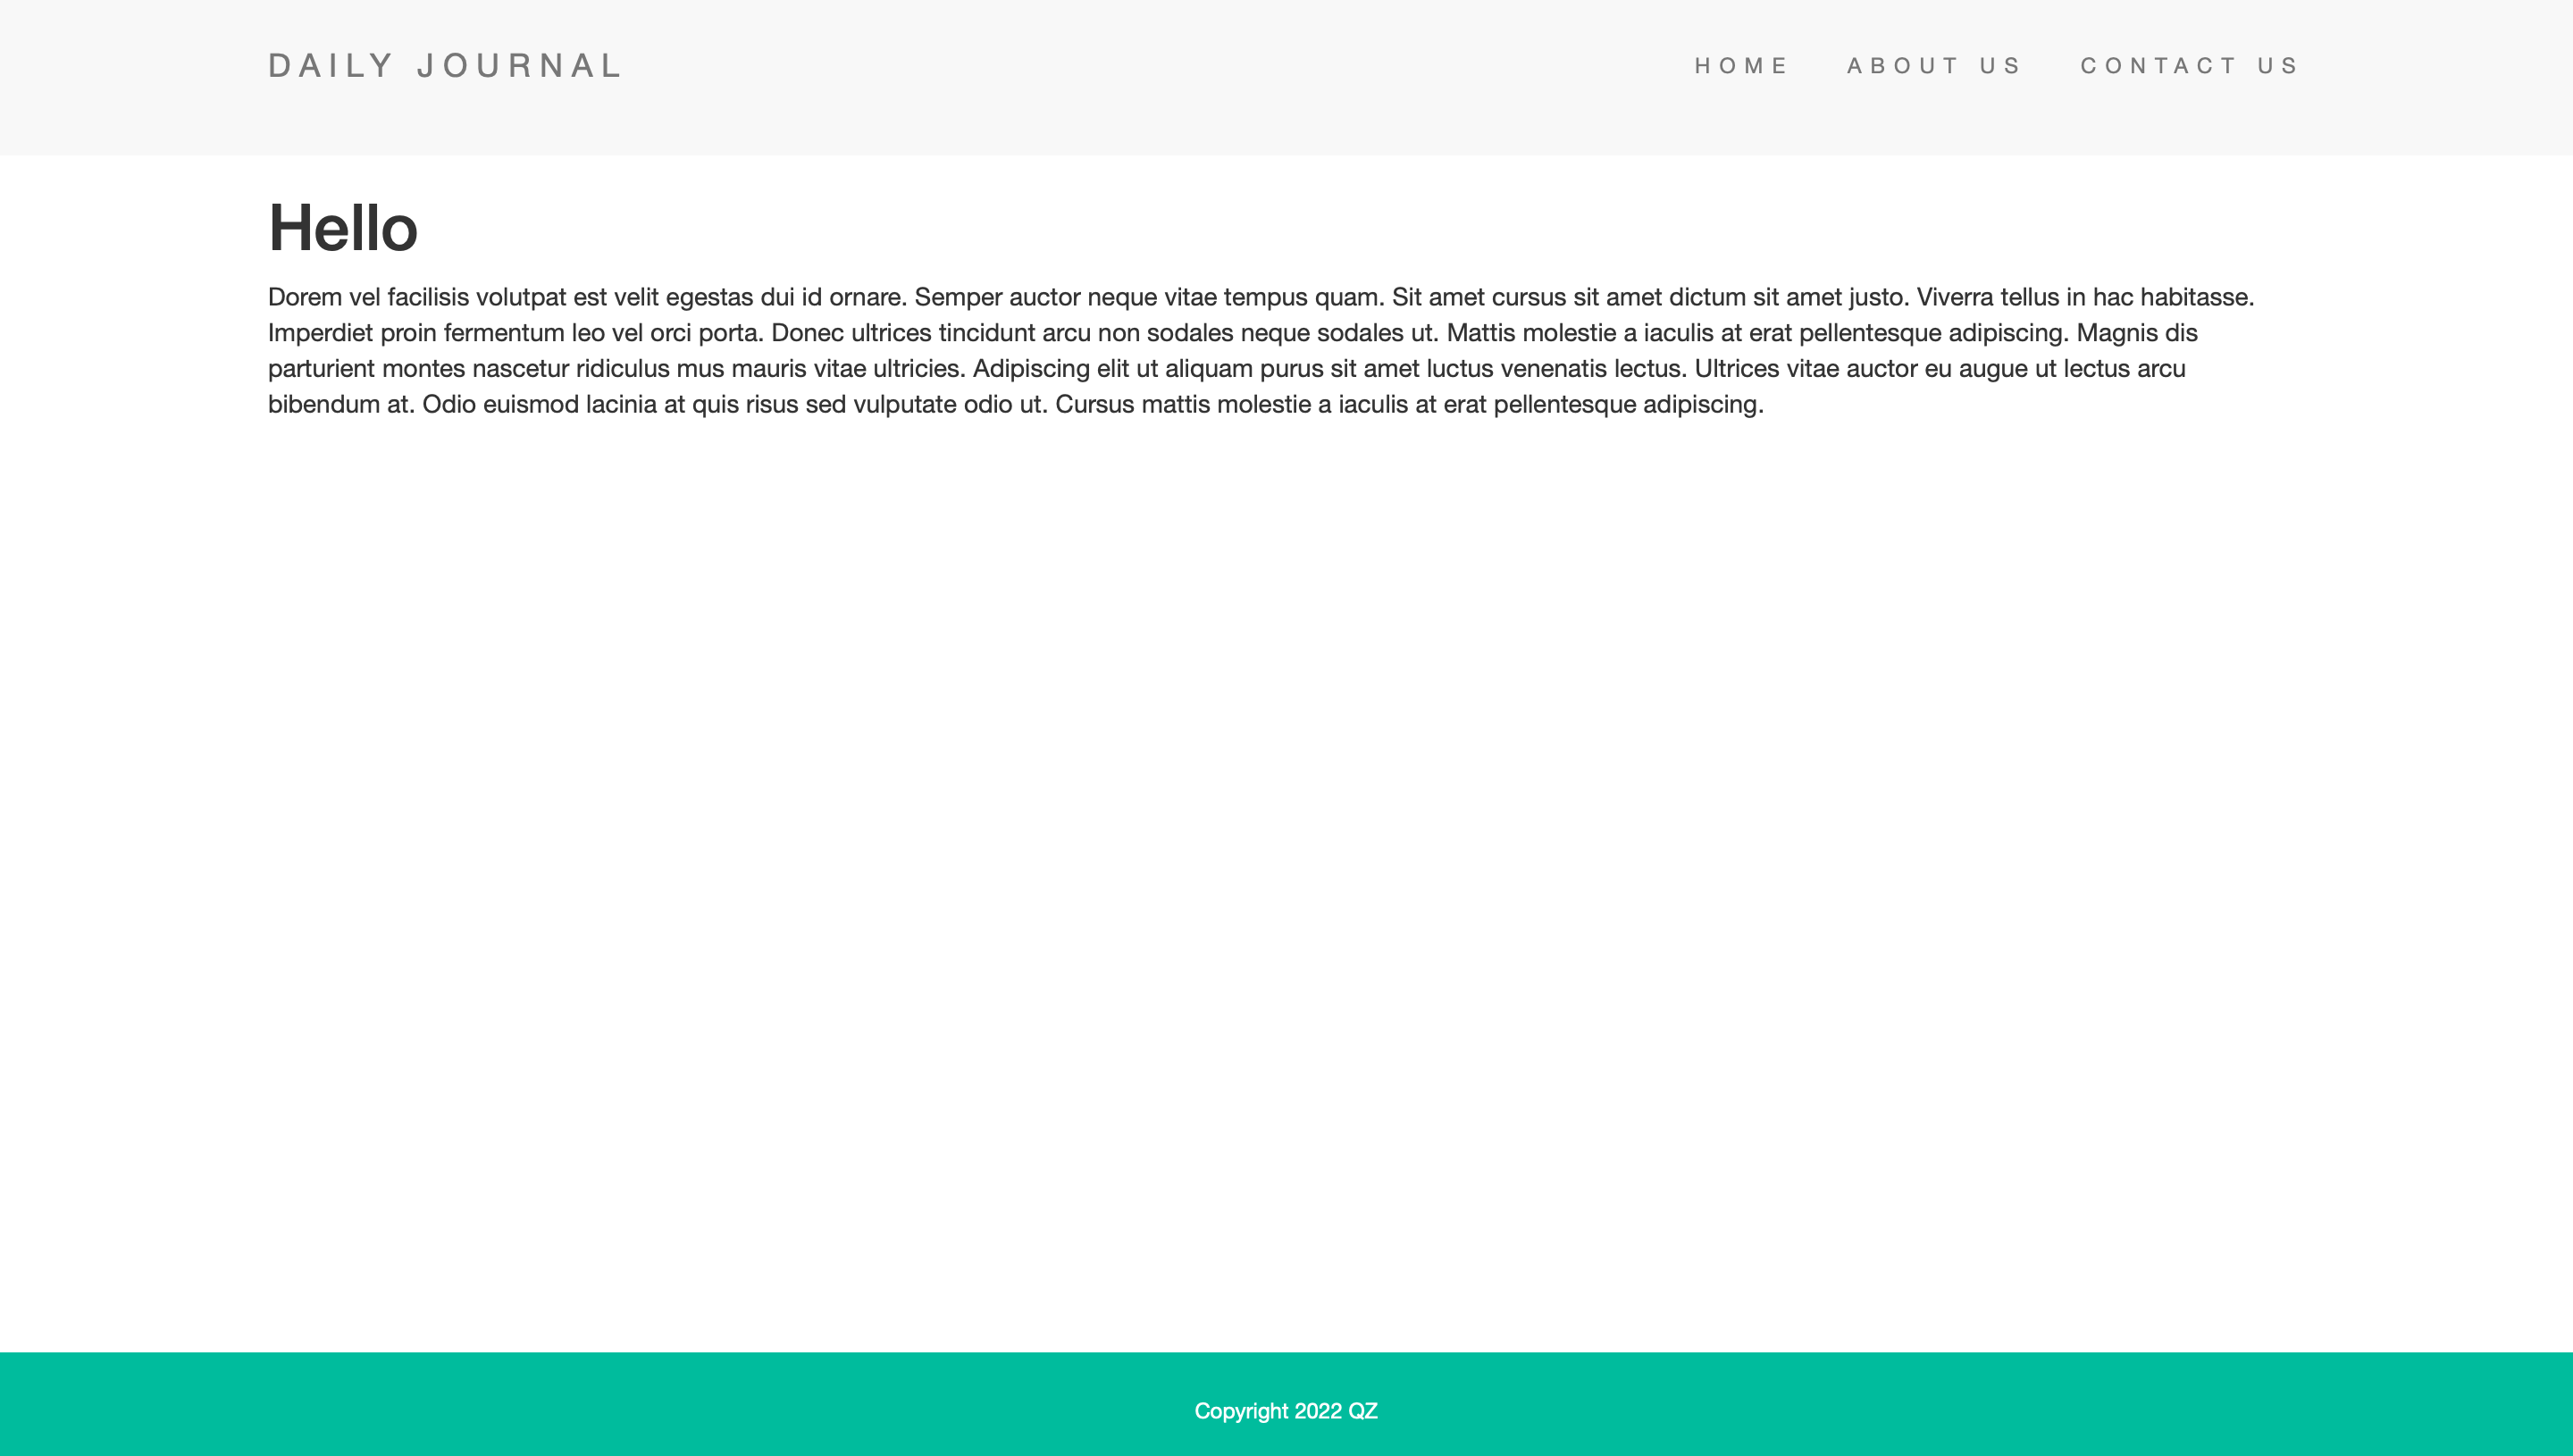 DAILY JOURNAL
HOME ABOUT US CONTACT US
Hello
Dorem vel facilisis volutpat est velit egestas dui id ornare. Semper auctor neque vitae tempus quam. Sit amet cursus sit amet dictum sit amet justo. Viverra tellus in hac habitasse.
Imperdiet proin fermentum leo vel orci porta. Donec ultrices tincidunt arcu non sodales neque sodales ut. Mattis molestie a iaculis at erat pellentesque adipiscing. Magnis dis
parturient montes nascetur ridiculus mus mauris vitae ultricies. Adipiscing elit ut aliquam purus sit amet luctus venenatis lectus. Ultrices vitae auctor eu augue ut lectus arcu
bibendum at. Odio euismod lacinia at quis risus sed vulputate odio ut. Cursus mattis molestie a iaculis at erat pellentesque adipiscing.
Copyright 2022 QZ